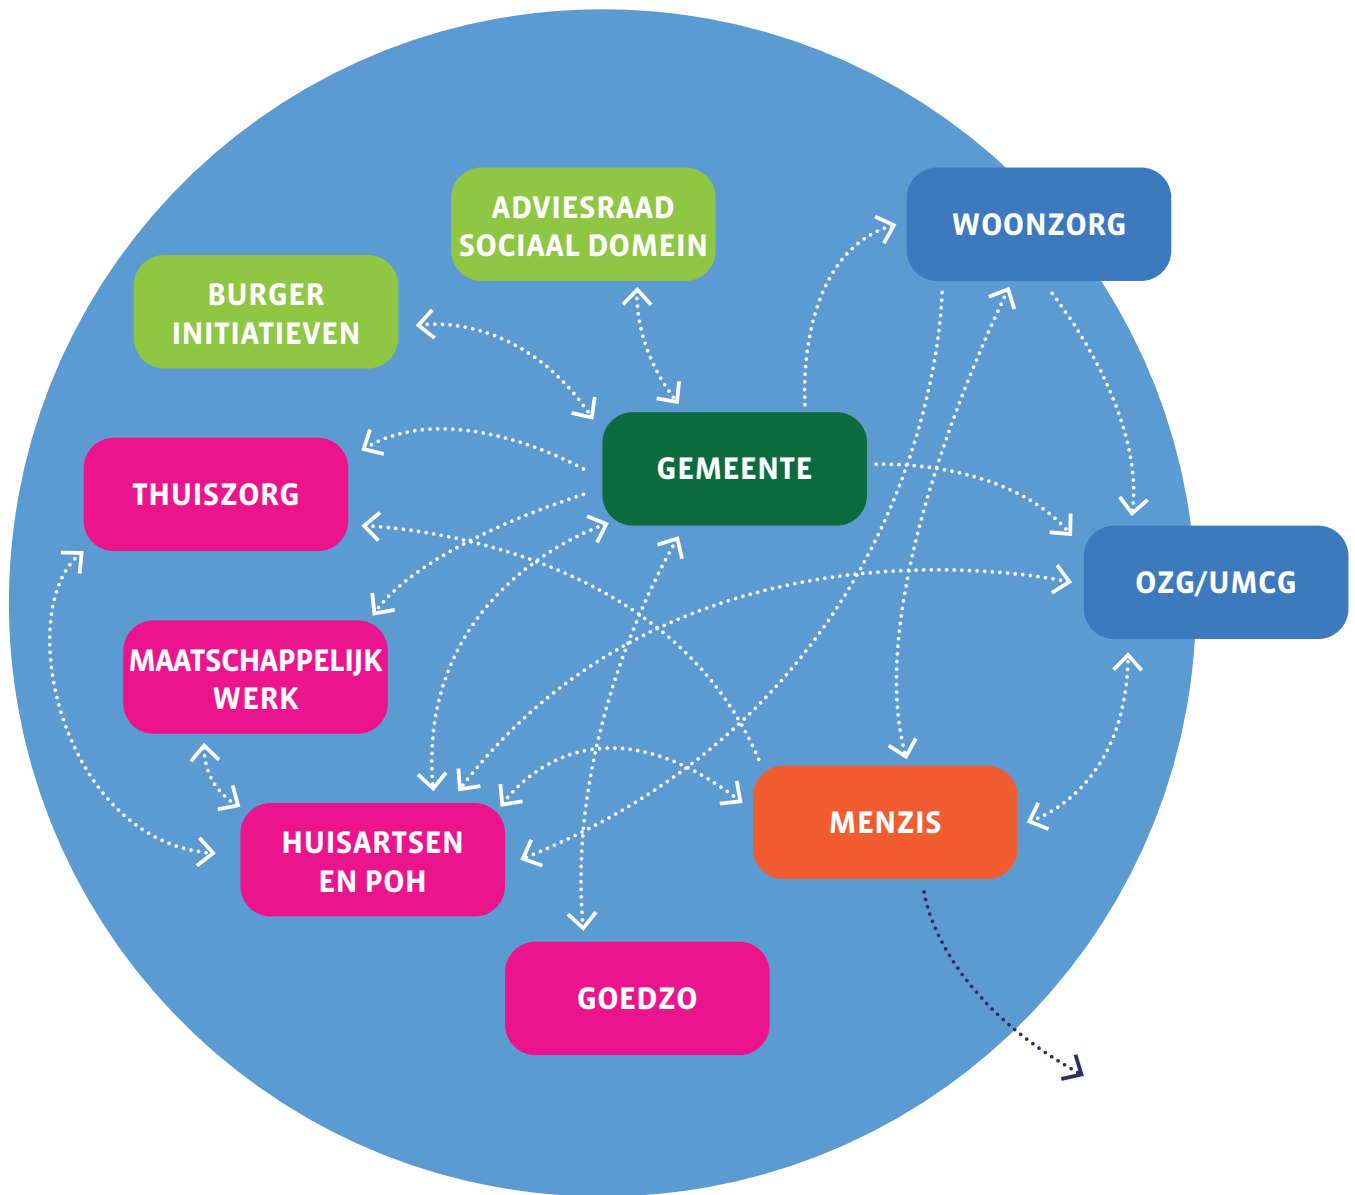 ADVIESRAAD
SOCIAAL DOMEIN
WOONZORG
BURGER
INITIATIEVEN
GEMEENTE
THUISZORG
OZG/UMCG
MAATSCHAPPELIJK
WERK
MENZIS
HUISARTSEN
EN POH
GOEDZO